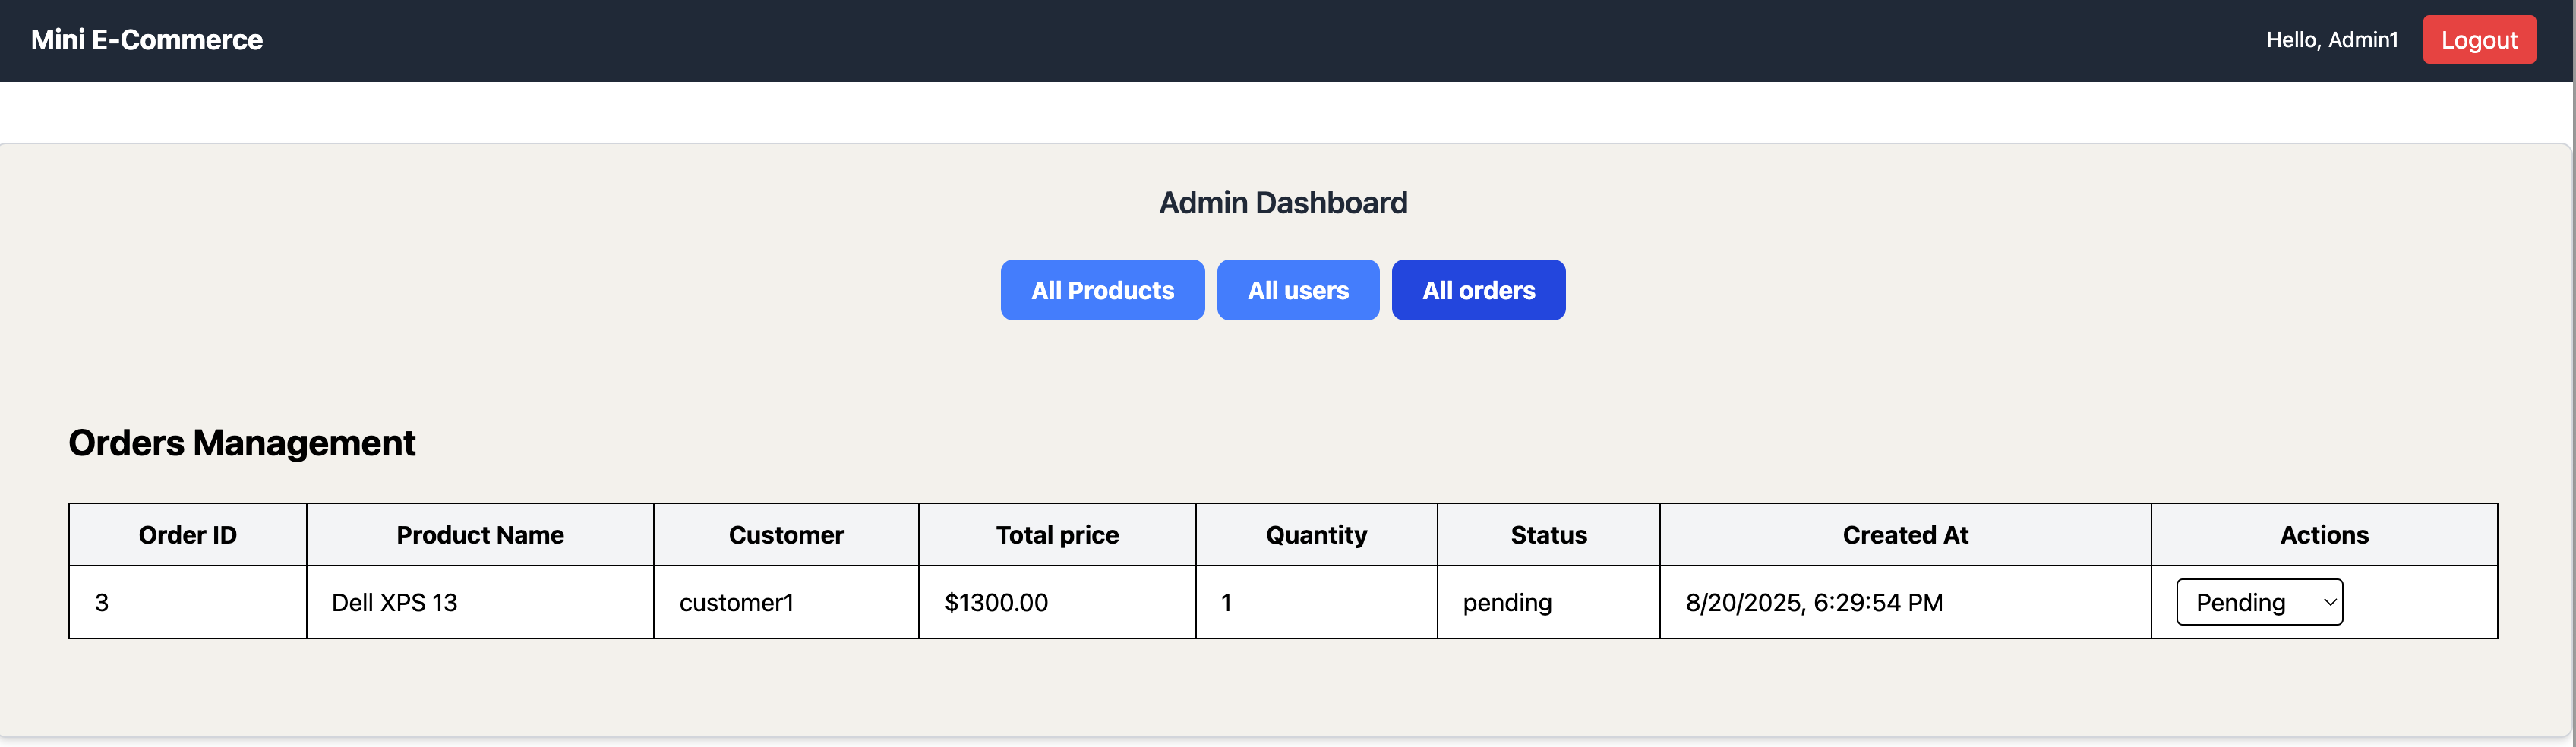 Mini E-Commerce Hello, Admin1 Logout
Admin Dashboard
All Products All users All orders
Orders Management
Order ID Product Name Customer Total price Quantity Status Created At Actions
3 Dell XPS 13 customer1 $1300.00 1 pending 8/20/2025, 6:29:54 PM Pending